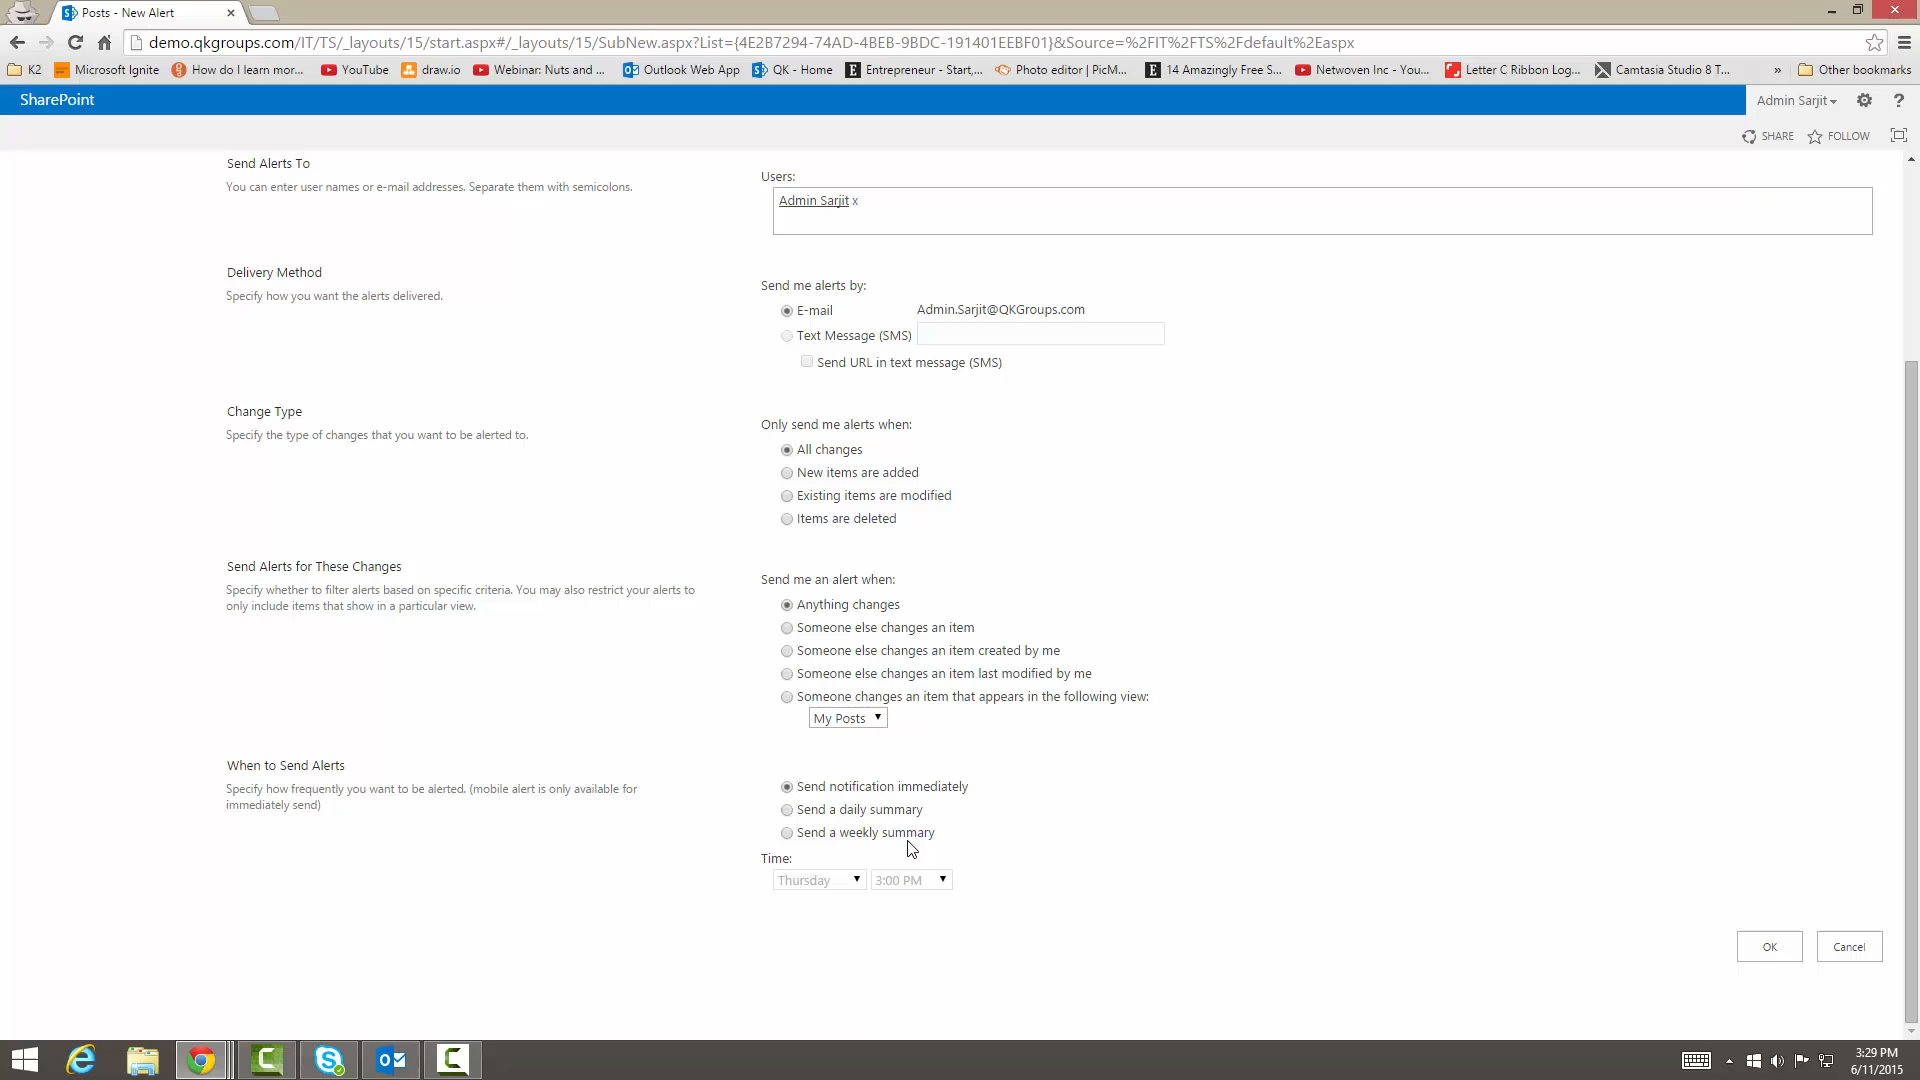 Posts - New Alert
demo.qkgroups.com/IT/TS/_layouts/15/start.aspx#/_layouts/15/SubNew.aspx?List={4E2B7294-74AD-4BEB-9BDC-191401EEBF01}&Source=%2FIT%2FTS%2Fdefault%2Easpx
K2 Microsoft Ignite How do I learn mor... YouTube draw.io Webinar: Nuts and ... Outlook Web App QK - Home Entrepreneur - Start,... Photo editor | PicM... 14 Amazingly Free S... Netwoven Inc - You... Letter C Ribbon Log... Camtasia Studio 8 T... » Other bookmarks
SharePoint
Admin Sarjit
SHARE FOLLOW
Send Alerts To
You can enter user names or e-mail addresses. Separate them with semicolons.
Users:
Admin Sarjit x
Delivery Method
Specify how you want the alerts delivered.
Send me alerts by:
E-mail Admin.Sarjit@QKGroups.com
Text Message (SMS)
Send URL in text message (SMS)
Change Type
Specify the type of changes that you want to be alerted to.
Only send me alerts when:
All changes
New items are added
Existing items are modified
Items are deleted
Send Alerts for These Changes
Specify whether to filter alerts based on specific criteria. You may also restrict your alerts to
only include items that show in a particular view.
Send me an alert when:
Anything changes
Someone else changes an item
Someone else changes an item created by me
Someone else changes an item last modified by me
Someone changes an item that appears in the following view:
My Posts
When to Send Alerts
Specify how frequently you want to be alerted. (mobile alert is only available for
immediately send)
Send notification immediately
Send a daily summary
Send a weekly summary
Time:
Thursday 3:00 PM
OK Cancel
3:29 PM
6/11/2015